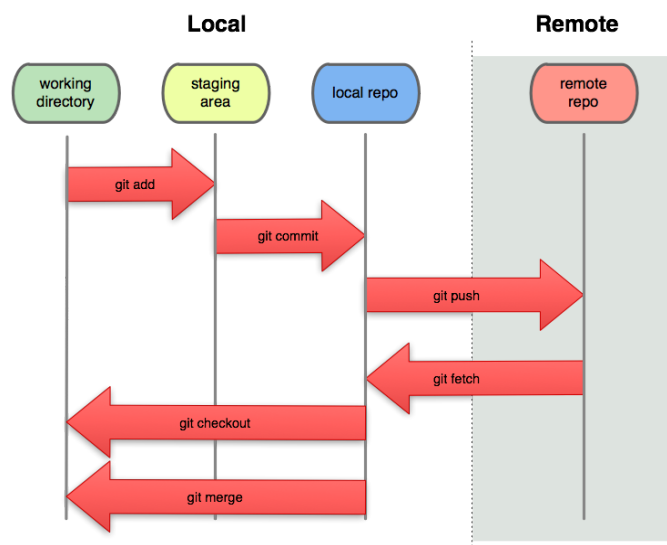 Local
Remote
working
directory
staging
area
local repo
remote
repo
git add
git commit
git push
git fetch
git checkout
git merge